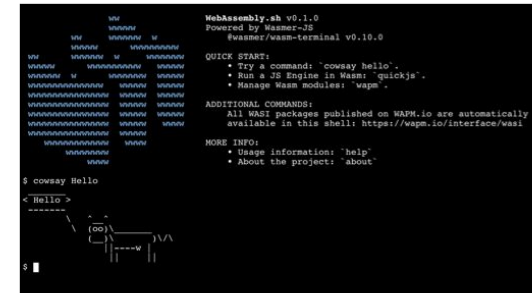 WebAssembly.sh v0.1.0
Powered by Wasmer-JS
@wasmer/wasm-terminal v0.10.0
QUICK START:
• Try a command: `cowsay hello`.
• Run a JS Engine in Wasm: `quickjs`.
• Manage Wasm modules: `wapm`.
ADDITIONAL COMMANDS:
All WASI packages published on WAPM.io are automatically
available in this shell: https://wapm.io/interface/wasi
MORE INFO:
• Usage information: `help`
• About the project: `about`
$ cowsay Hello
< Hello >
$